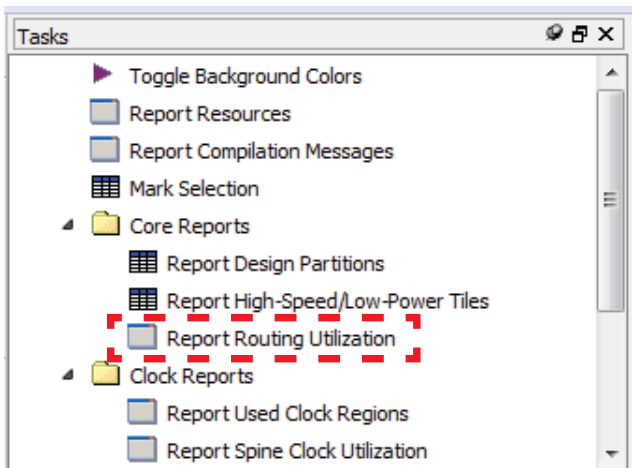 Tasks
Toggle Background Colors
Report Resources
Report Compilation Messages
Mark Selection
Core Reports
Report Design Partitions
Report High-Speed/Low-Power Tiles
Report Routing Utilization
Clock Reports
Report Used Clock Regions
Report Spine Clock Utilization